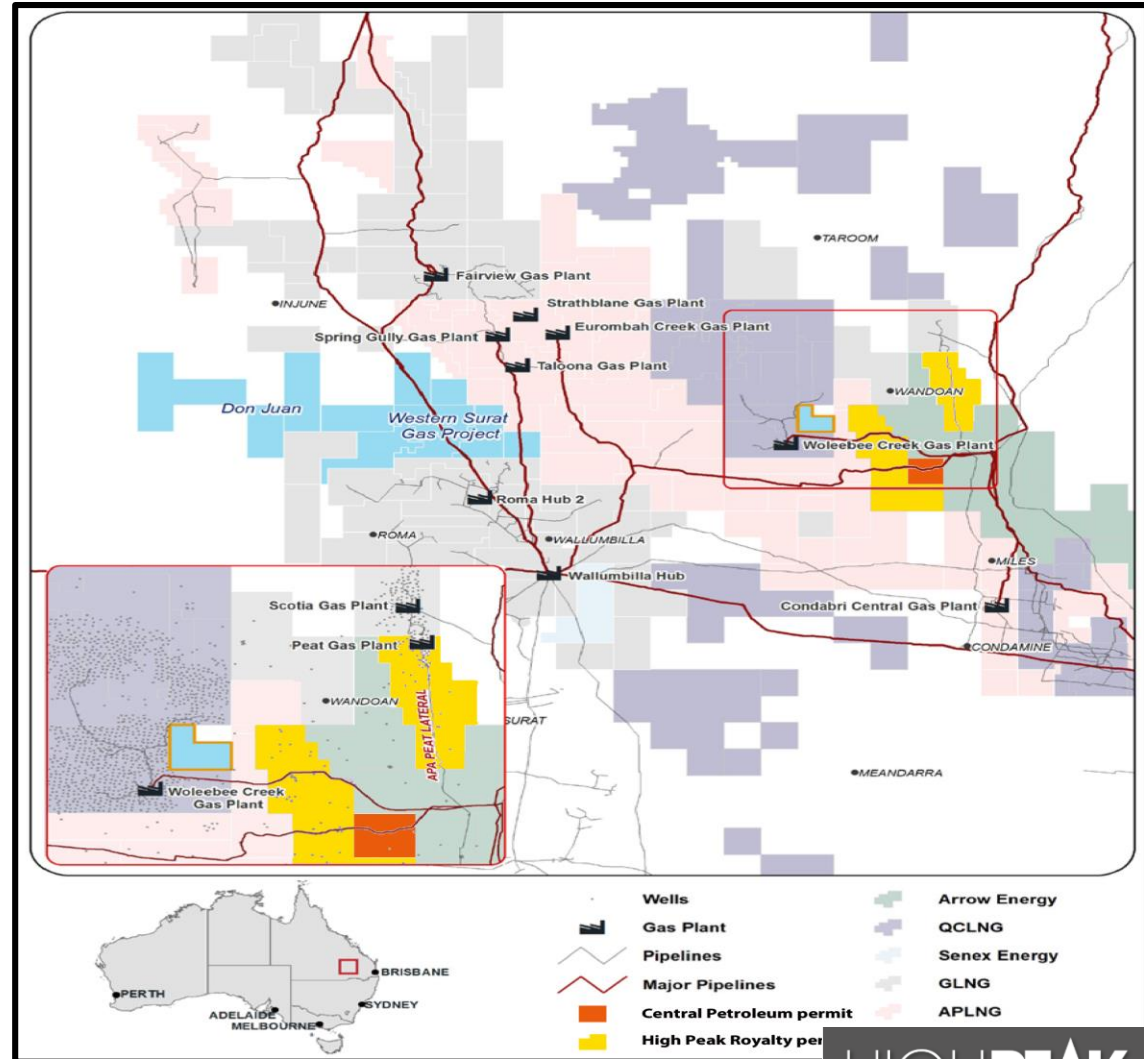 TAROOM
Fairview Gas Plant
INJUNE
Strathblane Gas Plant
Spring Gully Gas Plant
Eurombah Creek Gas Plant
Taloona Gas Plant
Don Juan
Western Surat
Gas Project
WANDOAN
Woleebee Creek Gas Plant
Roma Hub 2
ROMA
WALLUMBILLA
Wallumbilla Hub
MILES
Condabri Central Gas Plant
CONDAMINE
Scotia Gas Plant
Peat Gas Plant
WANDOAN
APA PEAT LATERAL
SURAT
Woleebee Creek
Gas Plant
MEANDARRA
Wells
Gas Plant
Pipelines
Major Pipelines
Central Petroleum permit
High Peak Royalty per
Arrow Energy
QCLNG
Senex Energy
GLNG
APLNG
BRISBANE
PERTH
SYDNEY
ADELAIDE
MELBOURNE